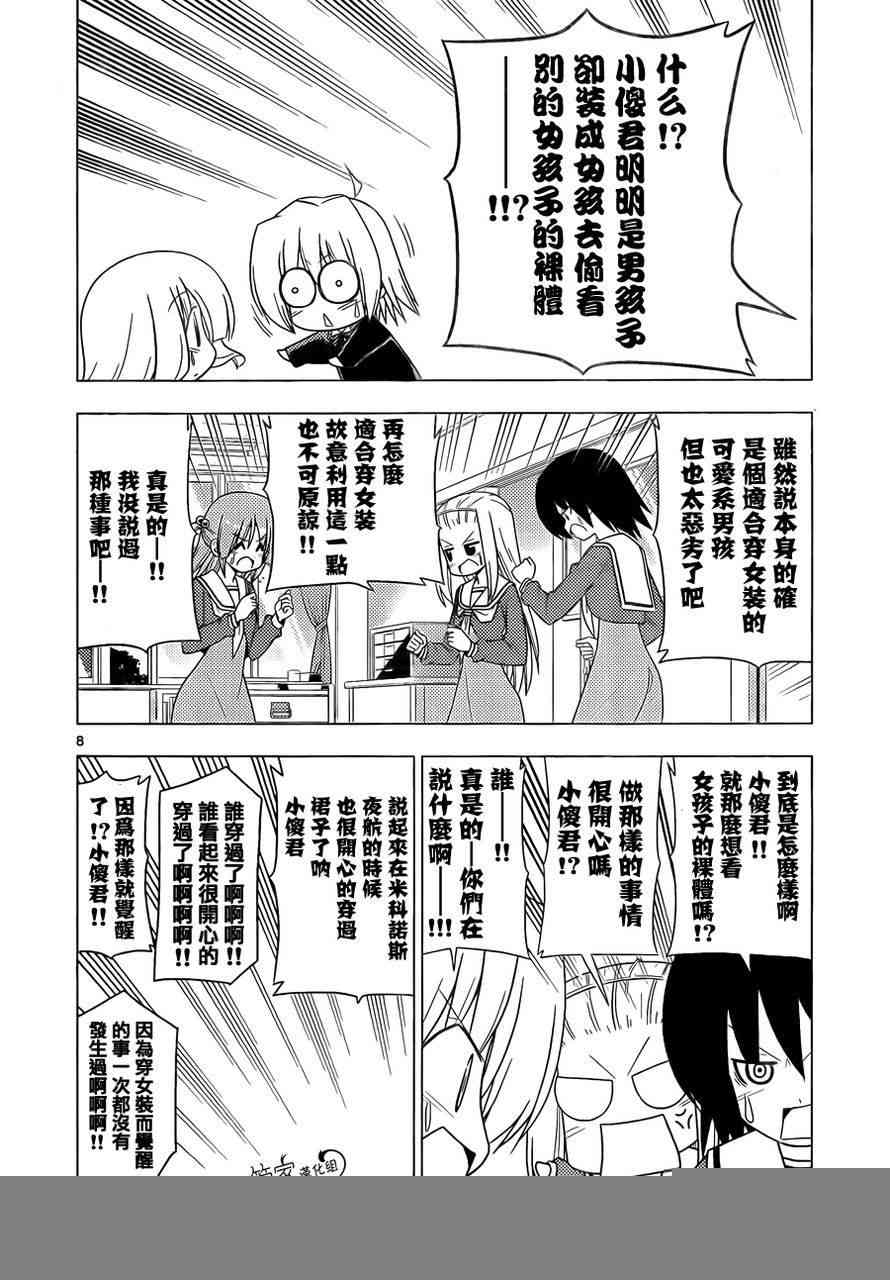 什么!?
小傻君明明是男孩子
卻裝成女孩去偷看
別的女孩子的裸體
——!!?
雖然說本身的確
是個適合穿女裝的
可愛系男孩
但也太惡劣了吧
再怎麼
適合穿女裝
故意利用這一點
也不可原諒!!
真是的—!!
我没說過
那種事吧—!!
8
到底是怎麼樣啊
小傻君!!
就那麼想看
女孩子的裸體嗎!?
做那樣的事情
很開心嗎
小傻君!?
誰—!!
真是的—你們在
說什麼啊—!!!
說起來在米科諾斯
夜航的時候
也很開心的穿過
裙子了吶
小傻君
誰穿過了啊啊啊!!
誰看起來很開心的
穿過了啊啊啊啊!!
因爲那樣就覺醒
了!?小傻君!!
因為穿女裝而覺醒
的事一次都沒有
發生過啊啊啊!!
管家
漢化组